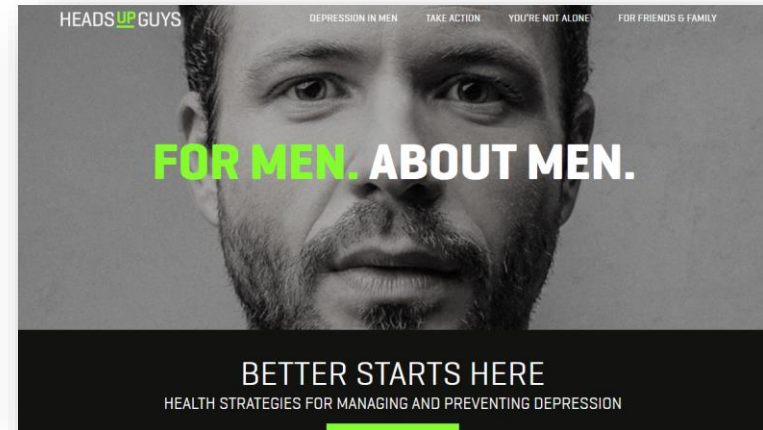 HEADSUPGUYS
DEPRESSION IN MEN TAKE ACTION YOU'RE NOT ALONE FOR FRIENDS & FAMILY
FOR MEN. ABOUT MEN.
BETTER STARTS HERE
HEALTH STRATEGIES FOR MANAGING AND PREVENTING DEPRESSION